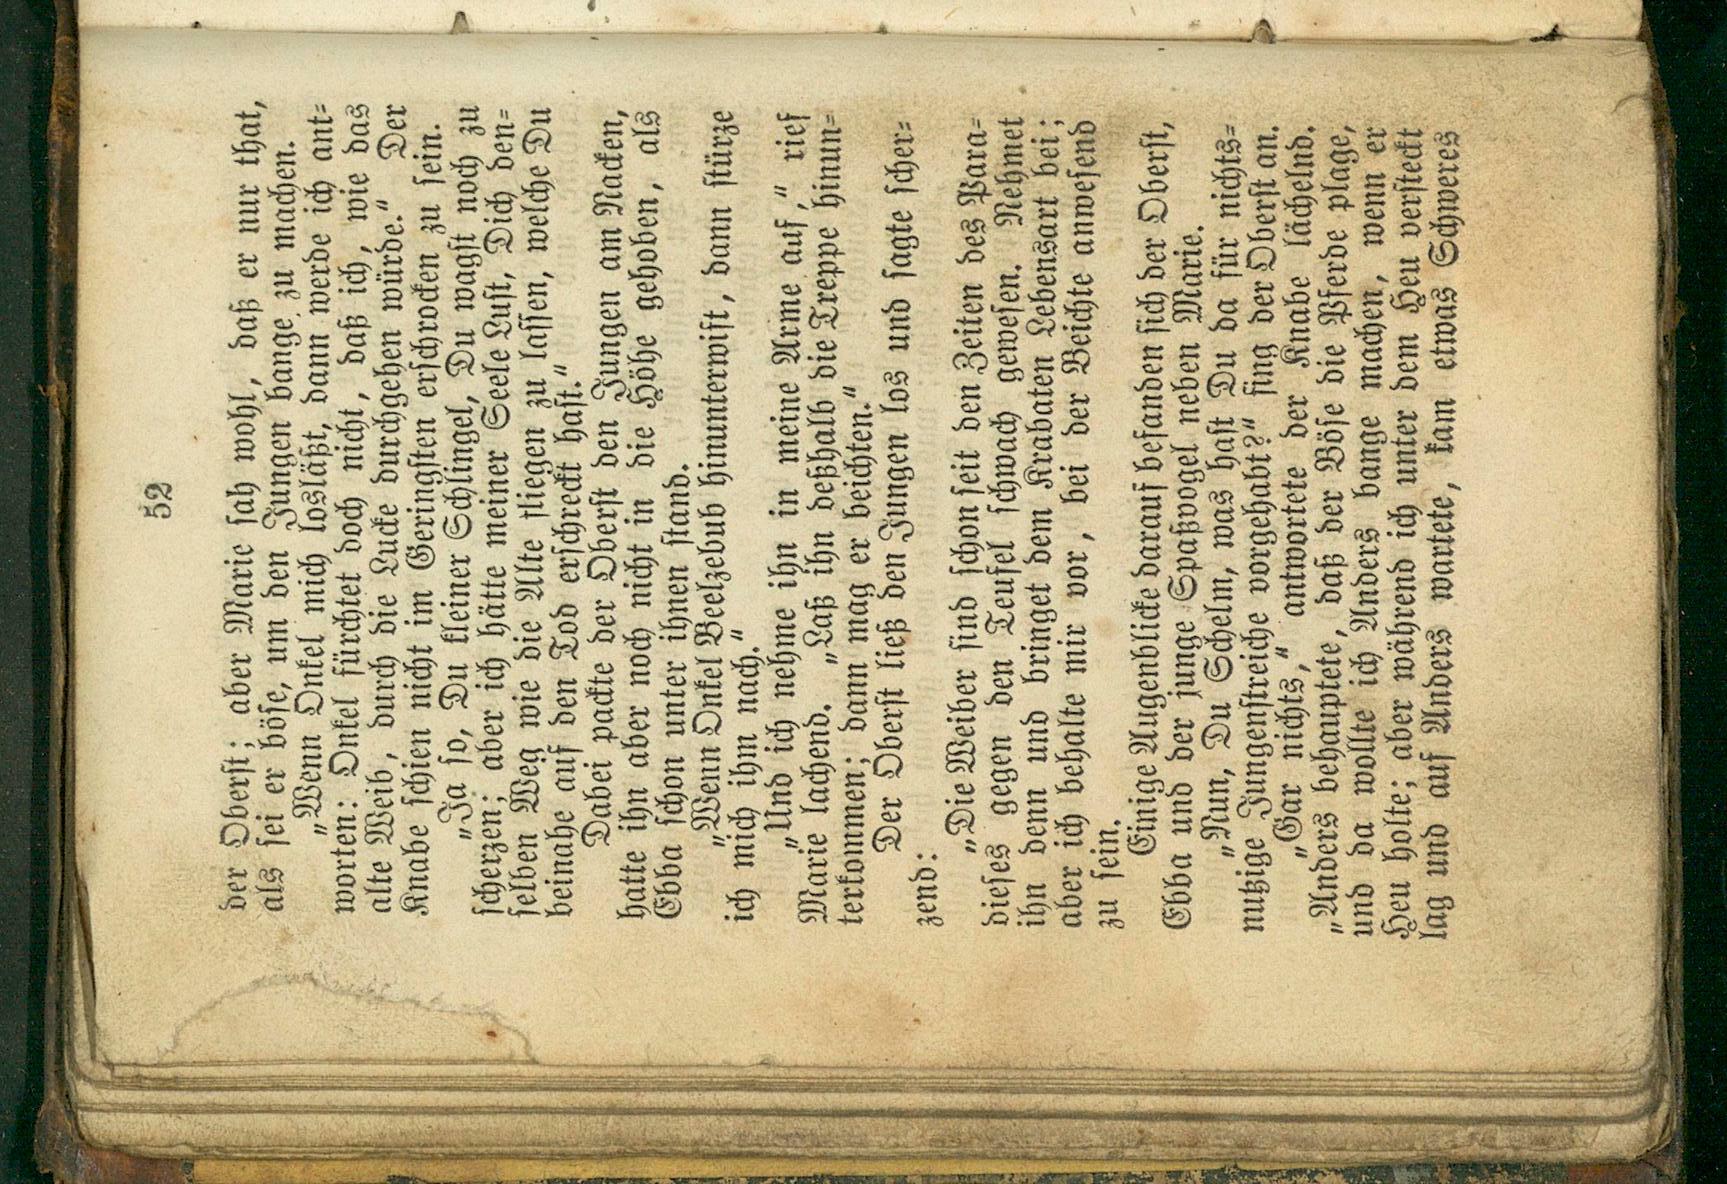 52
der Oberst; aber Marie sah wohl, daß er nur that,
als sei er böse, um den Jungen bange zu machen.
„Wenn Onkel mich losläßt, dann werde ich ant-
worten: Onkel fürchtet doch nicht, daß ich, wie das
alte Weib, durch die Lucke durchgehen würde.“ Der
Knabe schien nicht im Geringsten erschrocken zu sein.
„Ja so, Du kleiner Schlingel, Du wagst noch zu
scherzen; aber ich hätte meiner Seele Lust, Dich den-
selben Weg wie die Alte fliegen zu lassen, welche Du
beinahe auf den Tod erschreckt hast.“
Dabei packte der Oberst den Jungen am Nacken,
hatte ihn aber noch nicht in die Höhe gehoben, als
Ebba schon unter ihnen stand.
„Wenn Onkel Beelzebub hinunterwift, dann stürze
ich mich ihm nach.“
„Und ich nehme ihn in meine Arme auf,“ rief
Marie lachend. „Laß ihn deßhalb die Treppe hinun-
terkommen; dann mag er beichten.“
Der Oberst ließ den Jungen los und sagte scher-
zend:
„Die Weiber sind schon seit den Zeiten des Para-
dieses gegen den Teufel schwach gewesen. Nehmet
ihn denn und bringet dem Krabaten Lebensart bei;
aber ich behalte mir vor, bei der Beichte anwesend
zu sein.
Einige Augenblicke darauf befanden sich der Oberst,
Ebba und der junge Spaßvogel neben Marie.
„Nun, Du Schelm, was hast Du da für nichts-
nutzige Jungenstreiche vorgehabt?“ fing der Oberst an.
„Gar nichts,“ antwortete der Knabe lächelnd.
„Anders behauptete, daß der Böse die Pferde plage,
und da wollte ich Anders bange machen, wenn er
Heu holte; aber während ich unter dem Heu versteckt
lag und auf Anders wartete, kam etwas Schweres